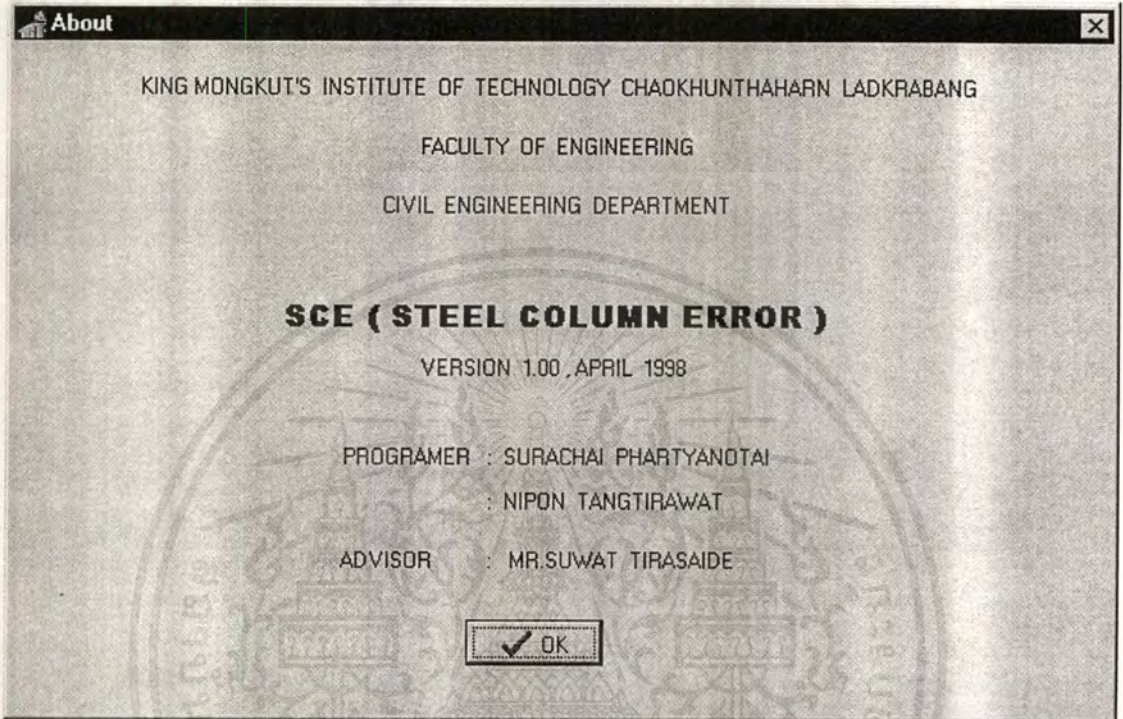 About
KING MONGKUT'S INSTITUTE OF TECHNOLOGY CHAOKHUNTHAHARN LADKRABANG
FACULTY OF ENGINEERING
CIVIL ENGINEERING DEPARTMENT
SCE ( STEEL COLUMN ERROR )
VERSION 1.00 , APRIL 1998
PROGRAMER : SURACHAI PHARTYANOTAI
: NIPON TANGTIRAWAT
ADVISOR : MR.SUWAT TIRASAIDE
OK